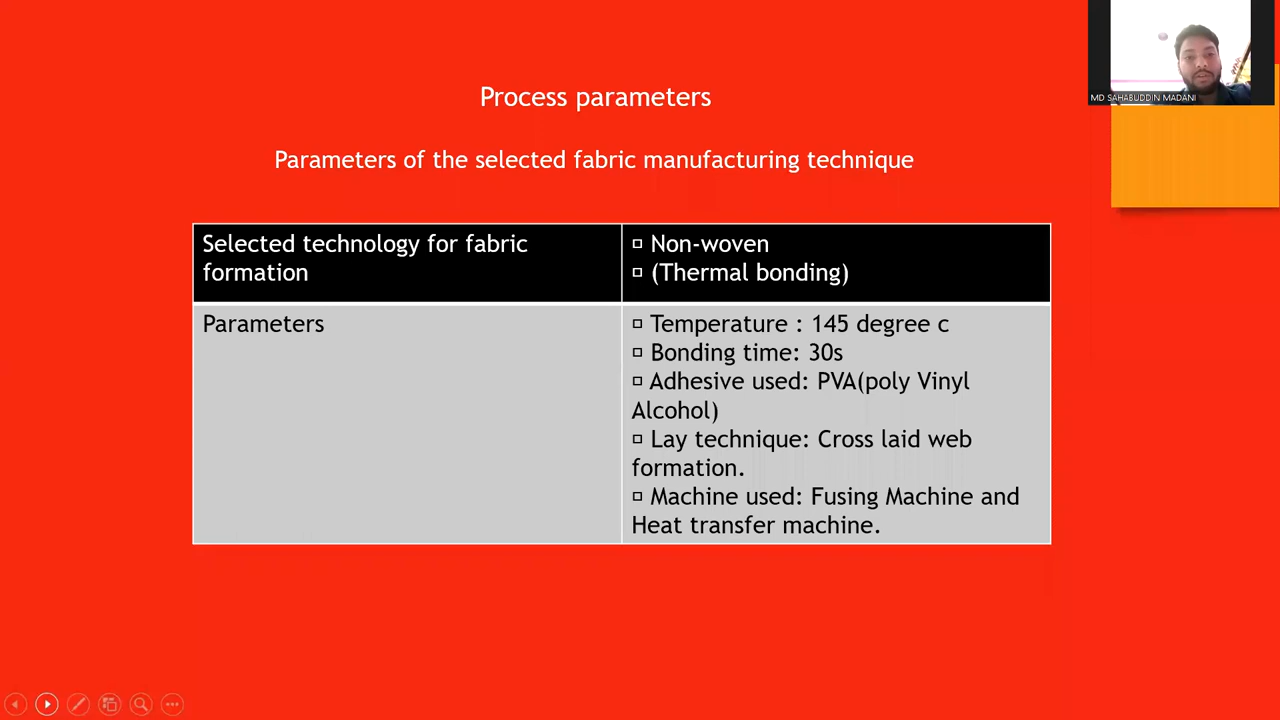 MD SAHABUDDIN MADANI
Process parameters
Parameters of the selected fabric manufacturing technique
Selected technology for fabric
formation
Non-woven
(Thermal bonding)
Parameters
Temperature : 145 degree c
Bonding time: 30s
Adhesive used: PVA(poly Vinyl
Alcohol)
Lay technique: Cross laid web
formation.
Machine used: Fusing Machine and
Heat transfer machine.